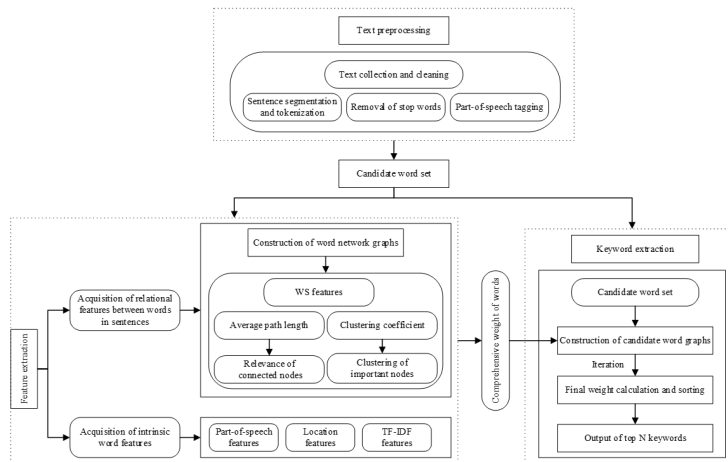 Text preprocessing
Text collection and cleaning
Sentence segmentation
and tokenization
Removal of stop words
Part-of-speech tagging
Candidate word set
Feature extraction
Acquisition of relational
features between words
in sentences
Construction of word network graphs
WS features
Average path length
Clustering coefficient
Relevance of
connected nodes
Clustering of
important nodes
Acquisition of intrinsic
word features
Part-of-speech
features
Location
features
TF-IDF
features
Comprehensive weight of words
Keyword extraction
Candidate word set
Construction of candidate word graphs
Iteration
Final weight calculation and sorting
Output of top N keywords